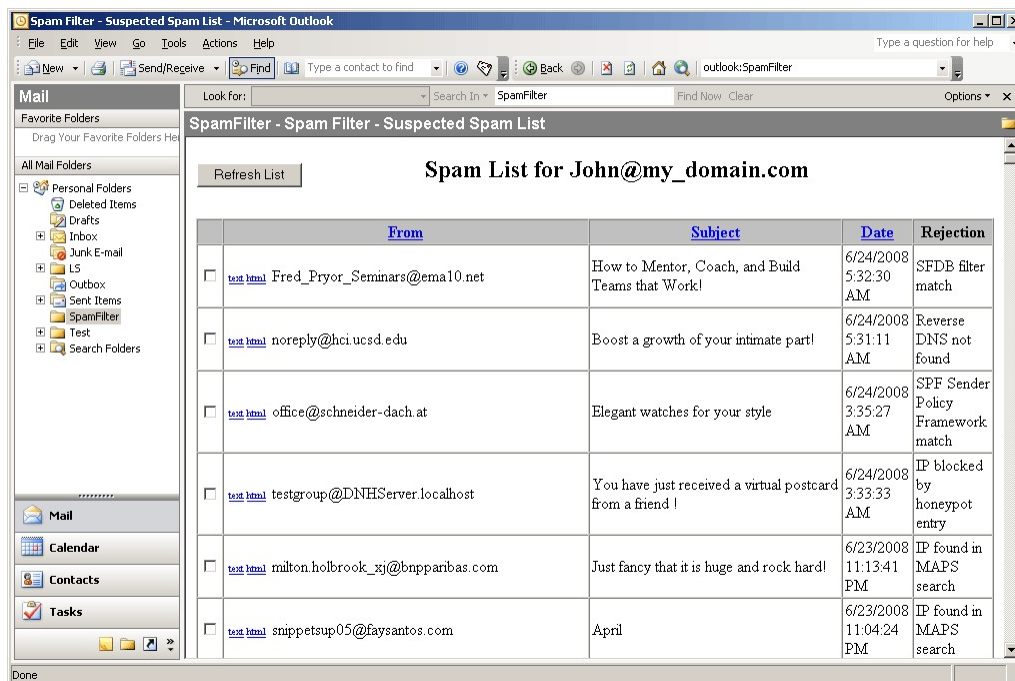 Spam Filter - Suspected Spam List - Microsoft Outlook
File Edit View Go Tools Actions Help
Type a question for help
New Send/Receive Find Type a contact to find Back outlook:SpamFilter
Mail
Look for: Search In SpamFilter Find Now Clear Options
Favorite Folders
Drag Your Favorite Folders Her
SpamFilter - Spam Filter - Suspected Spam List
All Mail Folders
Personal Folders
Deleted Items
Drafts
Inbox
Junk E-mail
LS
Outbox
Sent Items
SpamFilter
Test
Search Folders
Mail
Calendar
Contacts
Tasks
Refresh List
Spam List for John@my_domain.com
From Subject Date Rejection
text html Fred_Pryor_Seminars@ema10.net
How to Mentor, Coach, and Build
Teams that Work!
6/24/2008
5:32:30
AM
SFDB filter
match
text html noreply@hci.ucsd.edu
Boost a growth of your intimate part!
6/24/2008
5:31:11
AM
Reverse
DNS not
found
text html office@schneider-dach.at
Elegant watches for your style
6/24/2008
3:35:27
AM
SPF Sender
Policy
Framework
match
text html testgroup@DNHServer.localhost
You have just received a virtual postcard
from a friend !
6/24/2008
3:33:33
AM
IP blocked
by
honeypot
entry
text html milton.holbrook_xj@bnpparibas.com
Just fancy that it is huge and rock hard!
6/23/2008
11:13:41
PM
IP found in
MAPS
search
text html snippetsup05@faysantos.com
April
6/23/2008
11:04:24
PM
IP found in
MAPS
search
Done